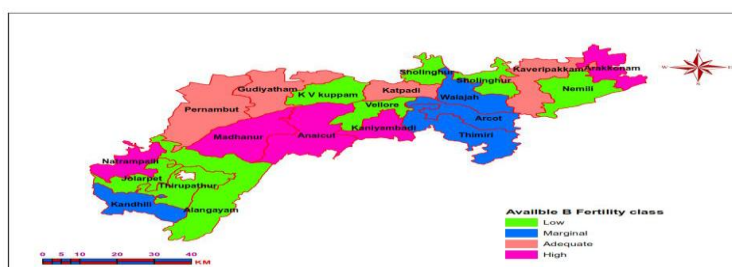 N
W
E
S
Sholinghur
Sholinghur
Kaveripakkam
Arakkonam
Gudiyatham
K V kuppam
Katpadi
Nemili
Pernambut
Vellore
Walajah
Arcot
Madhanur
Anarcut
Kaniyambadi
Thimiri
Natrampalli
Jolarpet
Thirupathur
Kandhili
Alangayam
Availble B Fertility class
Low
Marginal
Adequate
High
0 5 10 20 30 40
KM